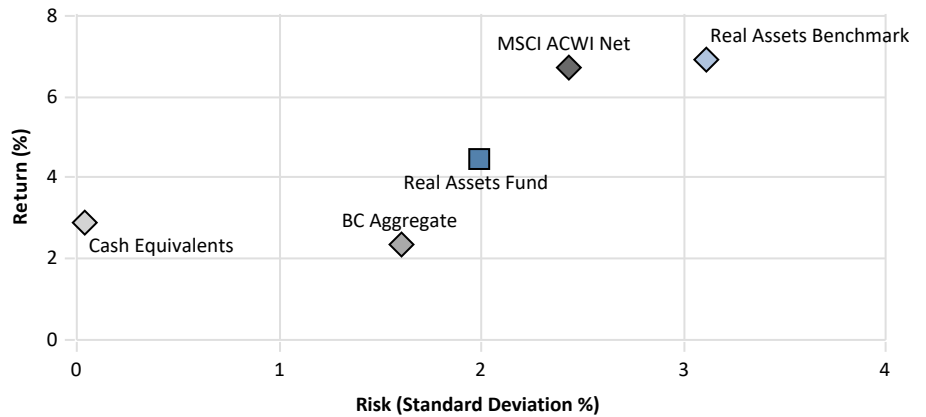 8
Real Assets Benchmark
MSCI ACWI Net
6
Return (%)
4
Real Assets Fund
BC Aggregate
Cash Equivalents
2
0
0 1 2 3 4
Risk (Standard Deviation %)